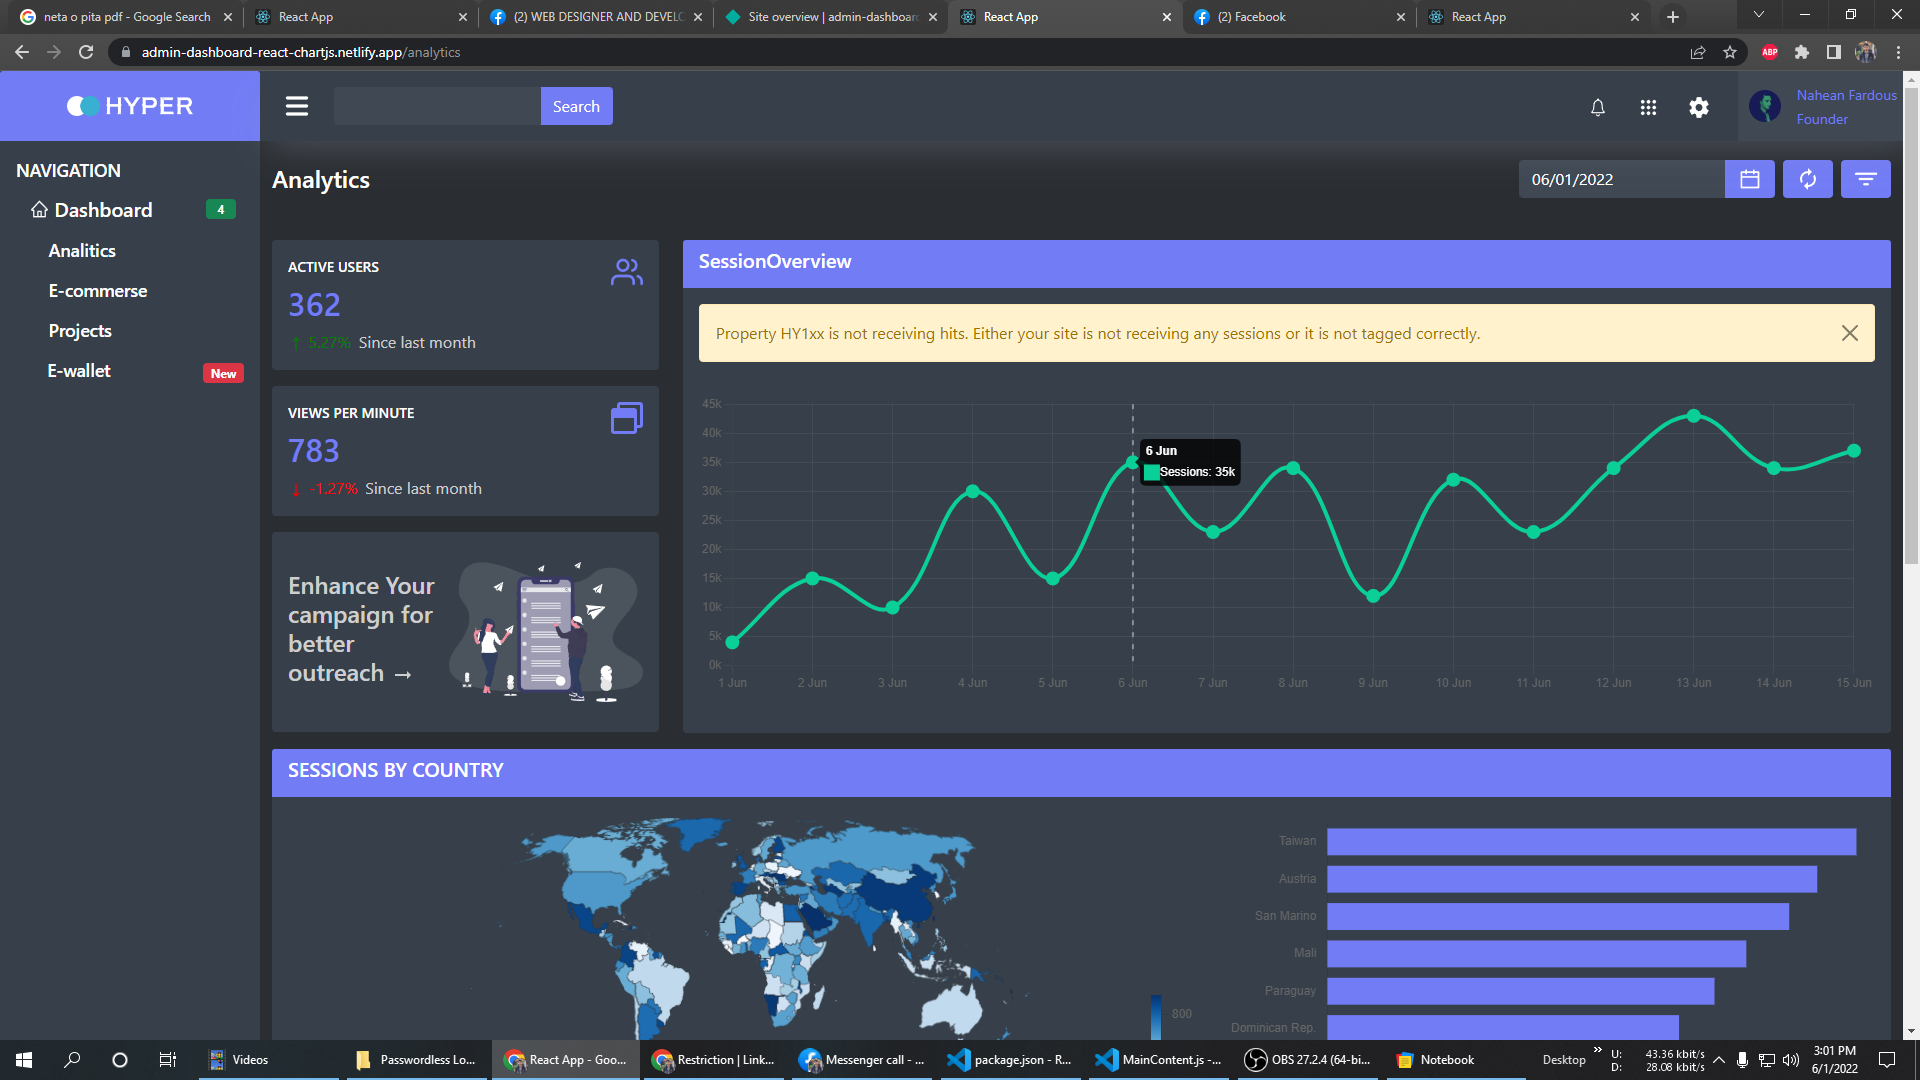 neta o pita pdf - Google Search
React App
(2) WEB DESIGNER AND DEVELC
Site overview | admin-dashboar
React App
(2) Facebook
React App
admin-dashboard-react-chartjs.netlify.app/analytics
ABP
HYPER
Search
Nahean Fardous
Founder
NAVIGATION
Dashboard 4
Analitics
E-commerse
Projects
E-wallet New
Analytics
06/01/2022
ACTIVE USERS
362
↑ 5.27% Since last month
VIEWS PER MINUTE
783
↓ -1.27% Since last month
Enhance Your
campaign for
better
outreach →
SessionOverview
Property HY1xx is not receiving hits. Either your site is not receiving any sessions or it is not tagged correctly.
45k
40k
35k
30k
25k
20k
15k
10k
5k
0k
6 Jun
Sessions: 35k
1 Jun 2 Jun 3 Jun 4 Jun 5 Jun 6 Jun 7 Jun 8 Jun 9 Jun 10 Jun 11 Jun 12 Jun 13 Jun 14 Jun 15 Jun
SESSIONS BY COUNTRY
800
Taiwan
Austria
San Marino
Mali
Paraguay
Dominican Rep.
Videos
Passwordless Lo...
React App - Goo...
Restriction | Link...
Messenger call - ...
package.json - R...
MainContent.js -...
OBS 27.2.4 (64-bi...
Notebook
Desktop
U: 43.36 kbit/s
D: 28.08 kbit/s
3:01 PM
6/1/2022